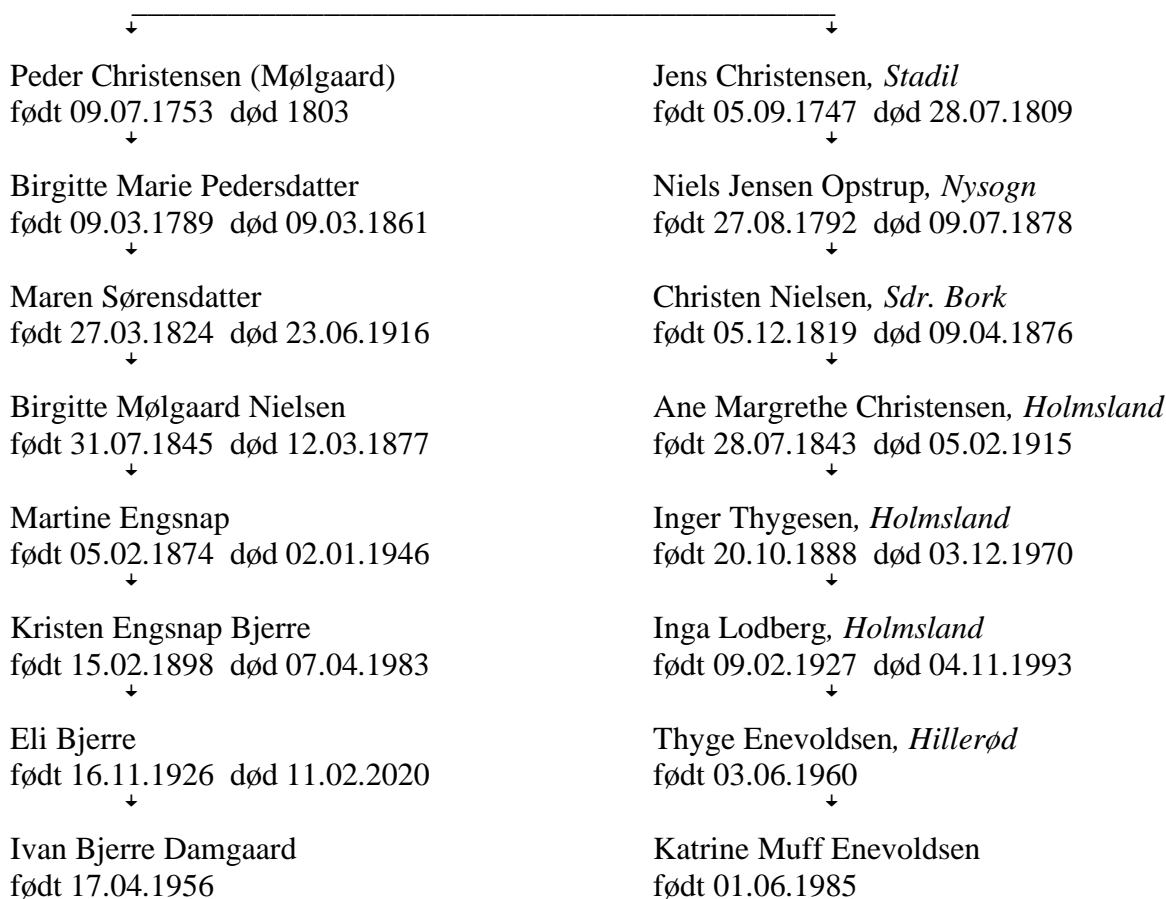 Peder Christensen (Mølgaard)
født 09.07.1753 død 1803
Birgitte Marie Pedersdatter
født 09.03.1789 død 09.03.1861
Maren Sørensdatter
født 27.03.1824 død 23.06.1916
Birgitte Mølgaard Nielsen
født 31.07.1845 død 12.03.1877
Martine Engsnap
født 05.02.1874 død 02.01.1946
Kristen Engsnap Bjerre
født 15.02.1898 død 07.04.1983
Eli Bjerre
født 16.11.1926 død 11.02.2020
Ivan Bjerre Damgaard
født 17.04.1956
Jens Christensen, Stadil
født 05.09.1747 død 28.07.1809
Niels Jensen Opstrup, Nysogn
født 27.08.1792 død 09.07.1878
Christen Nielsen, Sdr. Bork
født 05.12.1819 død 09.04.1876
Ane Margrethe Christensen, Holmsland
født 28.07.1843 død 05.02.1915
Inger Thygesen, Holmsland
født 20.10.1888 død 03.12.1970
Inga Lodberg, Holmsland
født 09.02.1927 død 04.11.1993
Thyge Enevoldsen, Hillerød
født 03.06.1960
Katrine Muff Enevoldsen
født 01.06.1985